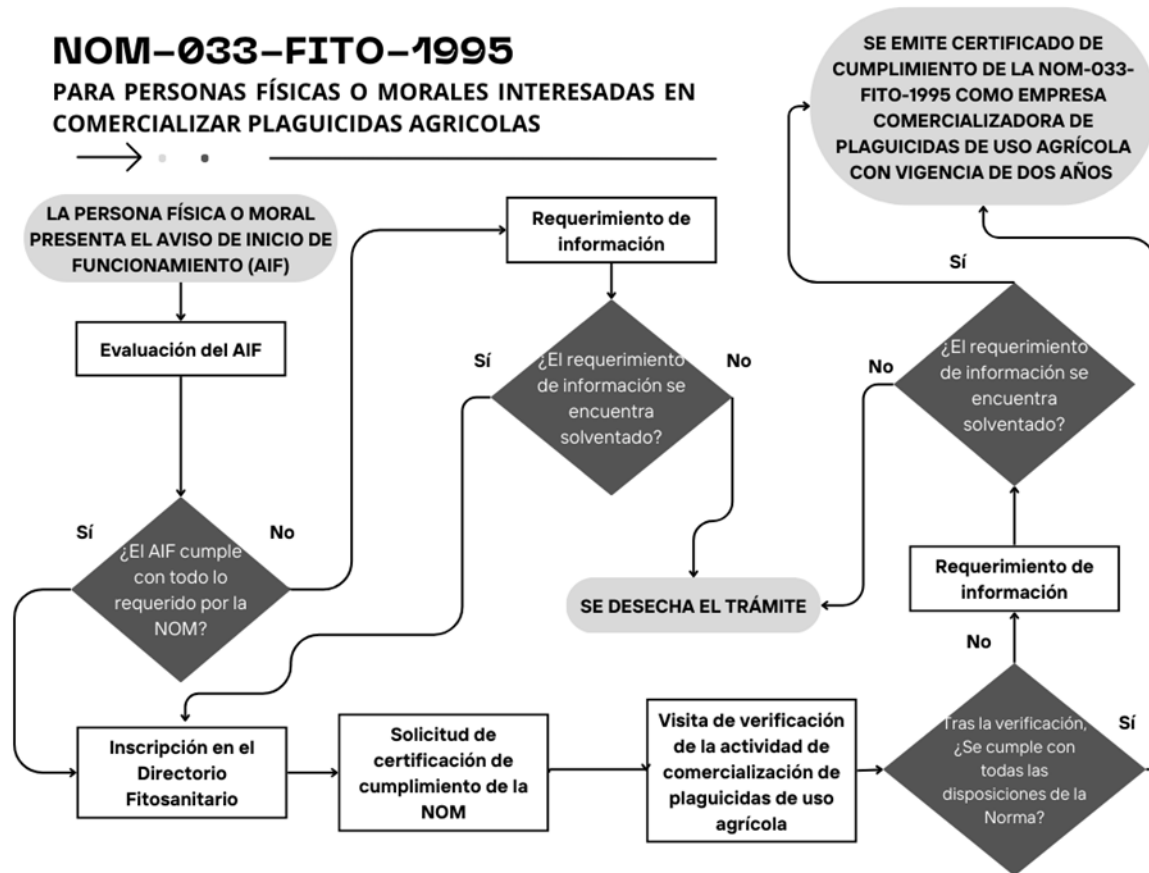 NOM-033-FITO-1995
PARA PERSONAS FÍSICAS O MORALES INTERESADAS EN
COMERCIALIZAR PLAGUICIDAS AGRICOLAS
LA PERSONA FÍSICA O MORAL
PRESENTA EL AVISO DE INICIO DE
FUNCIONAMIENTO (AIF)
Evaluación del AIF
Sí
No
¿El AIF cumple
con todo lo
requerido por la
NOM?
Requerimiento de
información
Sí
No
¿El requerimiento
de información se
encuentra
solventado?
SE DESECHA EL TRÁMITE
Inscripción en el
Directorio
Fitosanitario
Solicitud de
certificación de
cumplimiento de la
NOM
Visita de verificación
de la actividad de
comercialización de
plaguicidas de uso
agrícola
Tras la verificación,
¿Se cumple con
todas las
disposiciones de la
Norma?
No
Sí
Requerimiento de
información
¿El requerimiento
de información se
encuentra
solventado?
No
Sí
SE EMITE CERTIFICADO DE
CUMPLIMIENTO DE LA NOM-033-
FITO-1995 COMO EMPRESA
COMERCIALIZADORA DE
PLAGUICIDAS DE USO AGRÍCOLA
CON VIGENCIA DE DOS AÑOS